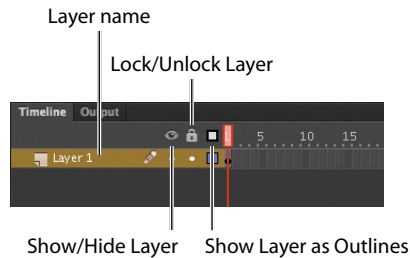 Layer name
Lock/Unlock Layer
Timeline Output
1 5 10 15
Layer 1
Show/Hide Layer Show Layer as Outlines